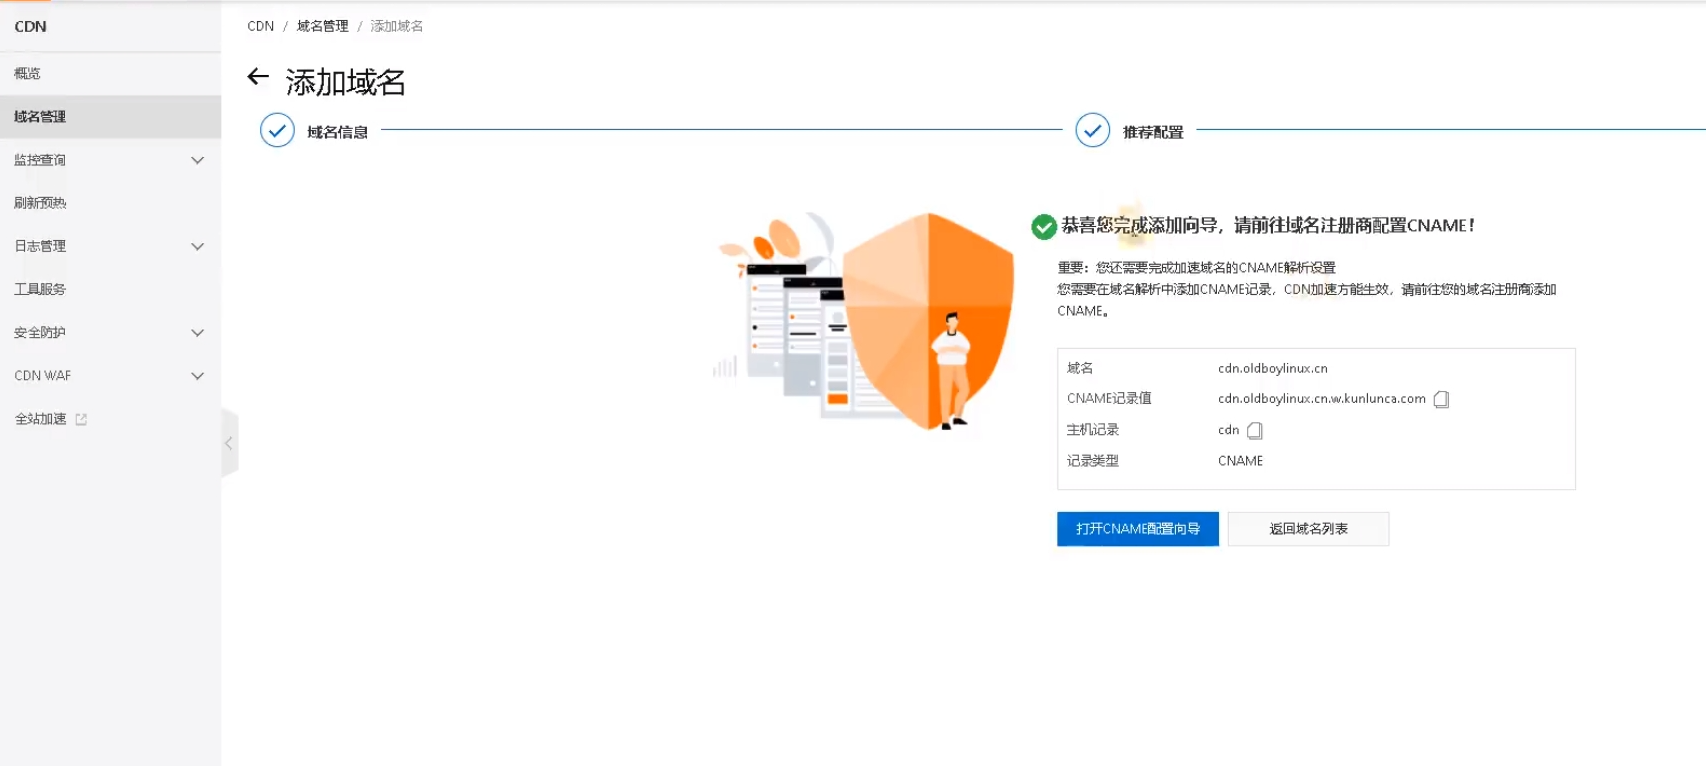 CDN
CDN / 域名管理 / 添加域名
概览
域名管理
监控查询
刷新预热
日志管理
工具服务
安全防护
CDN WAF
全站加速
添加域名
域名信息
推荐配置
恭喜您完成添加向导，请前往域名注册商配置CNAME！
重要：您还需要完成加速域名的CNAME解析设置
您需要在域名解析中添加CNAME记录，CDN加速方能生效，请前往您的域名注册商添加
CNAME。
域名 cdn.oldboylinux.cn
CNAME记录值 cdn.oldboylinux.cn.w.kunlunca.com
主机记录 cdn
记录类型 CNAME
打开CNAME配置向导 返回域名列表